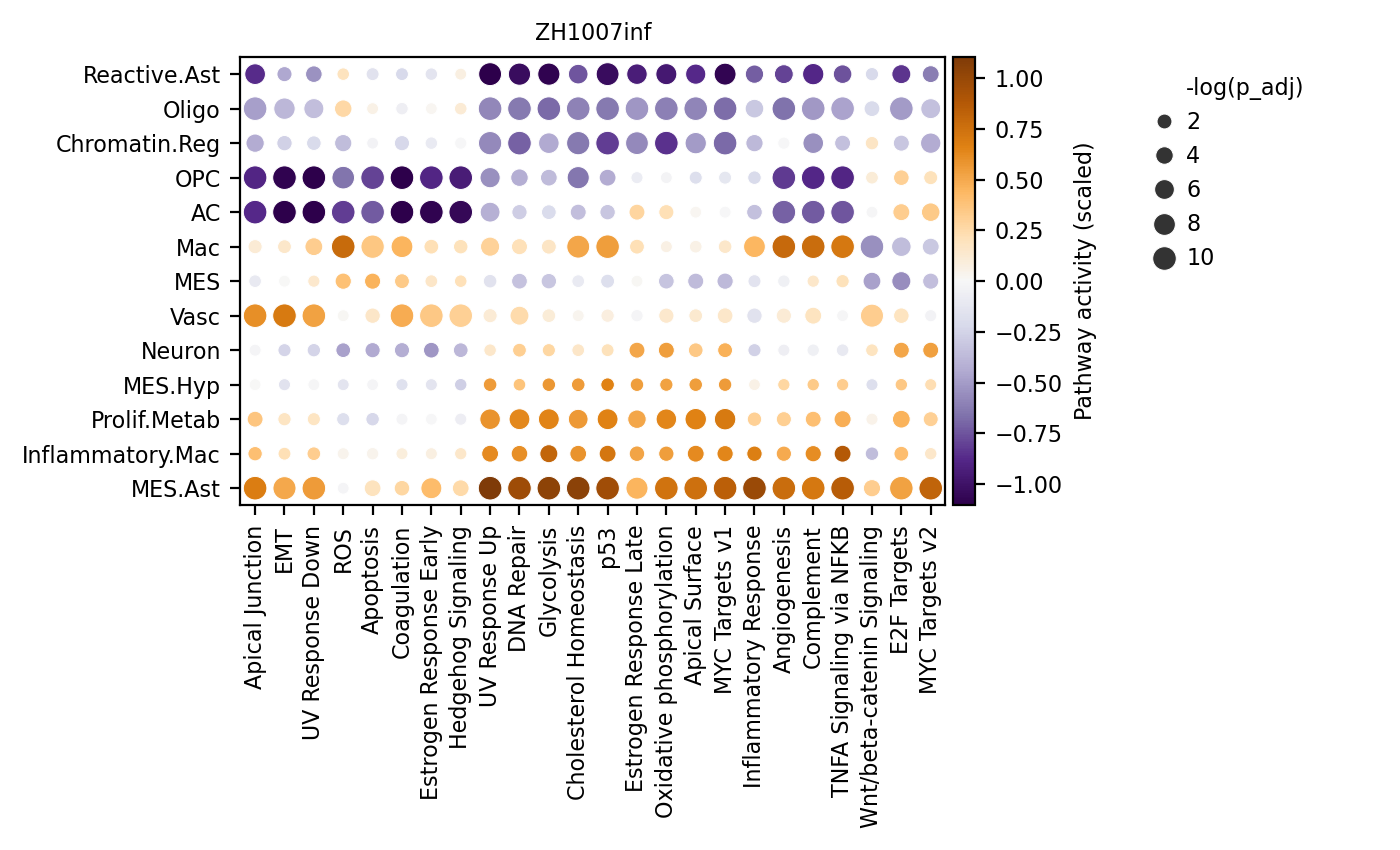 ZH1007inf
Reactive.Ast
Oligo
Chromatin.Reg
OPC
AC
Mac
MES
Vasc
Neuron
MES.Hyp
Prolif.Metab
Inflammatory.Mac
MES.Ast
Apical Junction
EMT
UV Response Down
ROS
Apoptosis
Coagulation
Estrogen Response Early
Hedgehog Signaling
UV Response Up
DNA Repair
Glycolysis
Cholesterol Homeostasis
p53
Estrogen Response Late
Oxidative phosphorylation
Apical Surface
MYC Targets v1
Inflammatory Response
Angiogenesis
Complement
TNFA Signaling via NFKB
Wnt/beta-catenin Signaling
E2F Targets
MYC Targets v2
1.00
0.75
0.50
0.25
0.00
−0.25
−0.50
−0.75
−1.00
Pathway activity (scaled)
-log(p_adj)
2
4
6
8
10